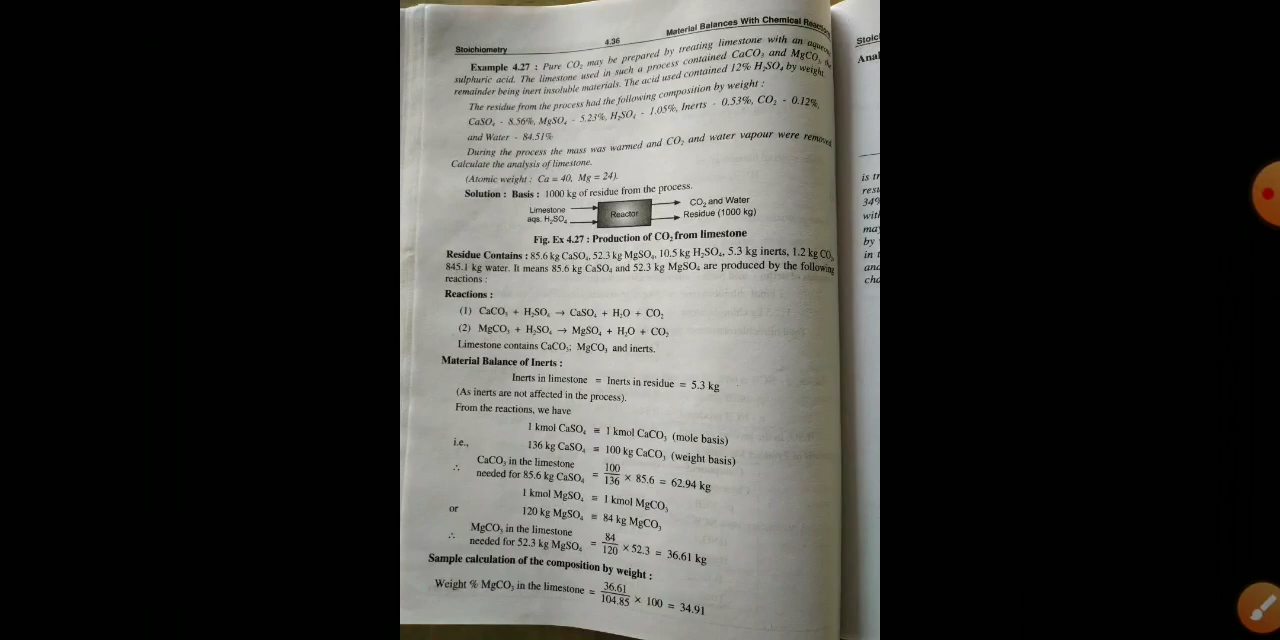 Stoichiometry 4.36 Material Balances With Chemical Reactions
Example 4.27 : Pure CO₂ may be prepared by treating limestone with an aqueous
sulphuric acid. The limestone used in such a process contained CaCO₃ and MgCO₃, the
remainder being inert insoluble materials. The acid used contained 12% H₂SO₄ by weight.
The residue from the process had the following composition by weight :
CaSO₄ - 8.56%, MgSO₄ - 5.23%, H₂SO₄ - 1.05%, Inerts - 0.53%, CO₂ - 0.12%,
and Water - 84.51%
During the process the mass was warmed and CO₂ and water vapour were removed.
Calculate the analysis of limestone.
(Atomic weight : Ca = 40, Mg = 24).
Solution : Basis : 1000 kg of residue from the process.
Limestone
aqs. H₂SO₄
Reactor
CO₂ and Water
Residue (1000 kg)
Fig. Ex 4.27 : Production of CO₂ from limestone
Residue Contains : 85.6 kg CaSO₄, 52.3 kg MgSO₄, 10.5 kg H₂SO₄, 5.3 kg inerts, 1.2 kg CO₂,
845.1 kg water. It means 85.6 kg CaSO₄ and 52.3 kg MgSO₄ are produced by the following
reactions :
Reactions :
(1) CaCO₃ + H₂SO₄ → CaSO₄ + H₂O + CO₂
(2) MgCO₃ + H₂SO₄ → MgSO₄ + H₂O + CO₂
Limestone contains CaCO₃; MgCO₃ and inerts.
Material Balance of Inerts :
Inerts in limestone = Inerts in residue = 5.3 kg
(As inerts are not affected in the process).
From the reactions, we have
1 kmol CaSO₄ ≡ 1 kmol CaCO₃ (mole basis)
i.e., 136 kg CaSO₄ ≡ 100 kg CaCO₃ (weight basis)
∴ CaCO₃ in the limestone
needed for 85.6 kg CaSO₄ = 100/136 × 85.6 = 62.94 kg
1 kmol MgSO₄ ≡ 1 kmol MgCO₃
or 120 kg MgSO₄ ≡ 84 kg MgCO₃
∴ MgCO₃ in the limestone
needed for 52.3 kg MgSO₄ = 84/120 × 52.3 = 36.61 kg
Sample calculation of the composition by weight :
Weight % MgCO₃ in the limestone = 36.61/104.85 × 100 = 34.91
Stoic
Anal
is tr
resu
34%
with
may
by
in t
and
cha